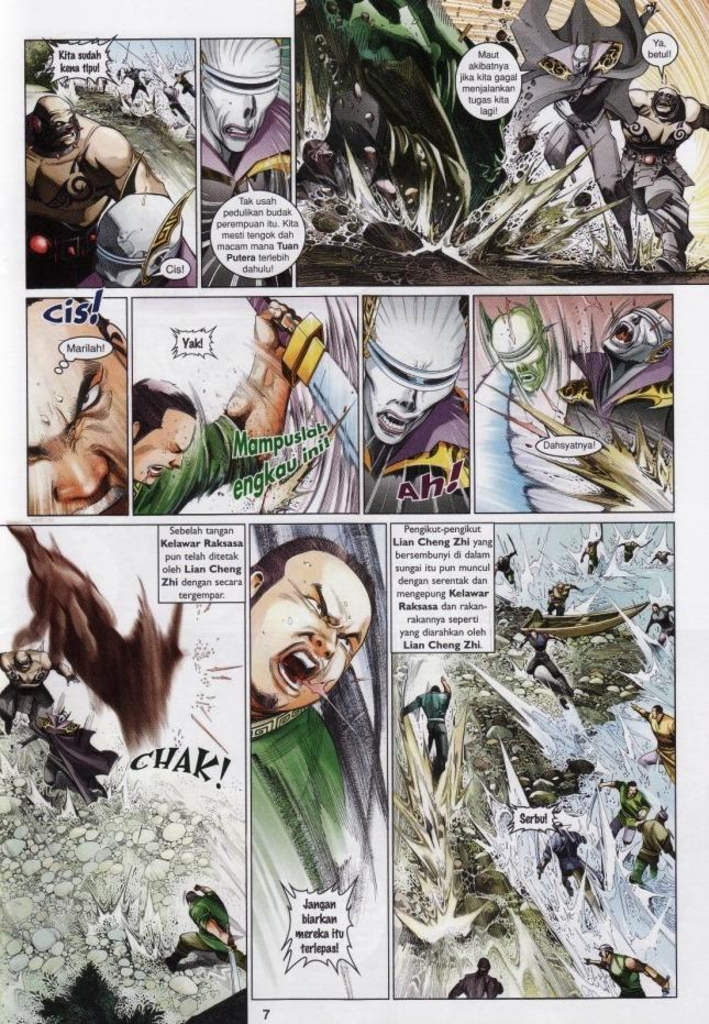 Kita sudah
kena tipu!
Cis!
Tak usah
pedulikan budak
perempuan itu. Kita
mesti tengok dah
macam mana Tuan
Putera terlebih
dahulu!
Maut
akibatnya
jika kita gagal
menjalankan
tugas kita
lagi!
Ya,
betul!
CIS!
Marilah!
Yak!
Mampuslah
engkau ini!
Ah!
Dahsyatnya!
Sebelah tangan
Kelawar Raksasa
pun telah ditetak
oleh Lian Cheng
Zhi dengan secara
tergempar.
CHAK!
Jangan
biarkan
mereka itu
terlepas!
Pengikut-pengikut
Lian Cheng Zhi yang
bersembunyi di dalam
sungai itu pun muncul
dengan serentak dan
mengepung Kelawar
Raksasa dan rakan-
rakannya seperti
yang diarahkan oleh
Lian Cheng Zhi.
Serbu!
7